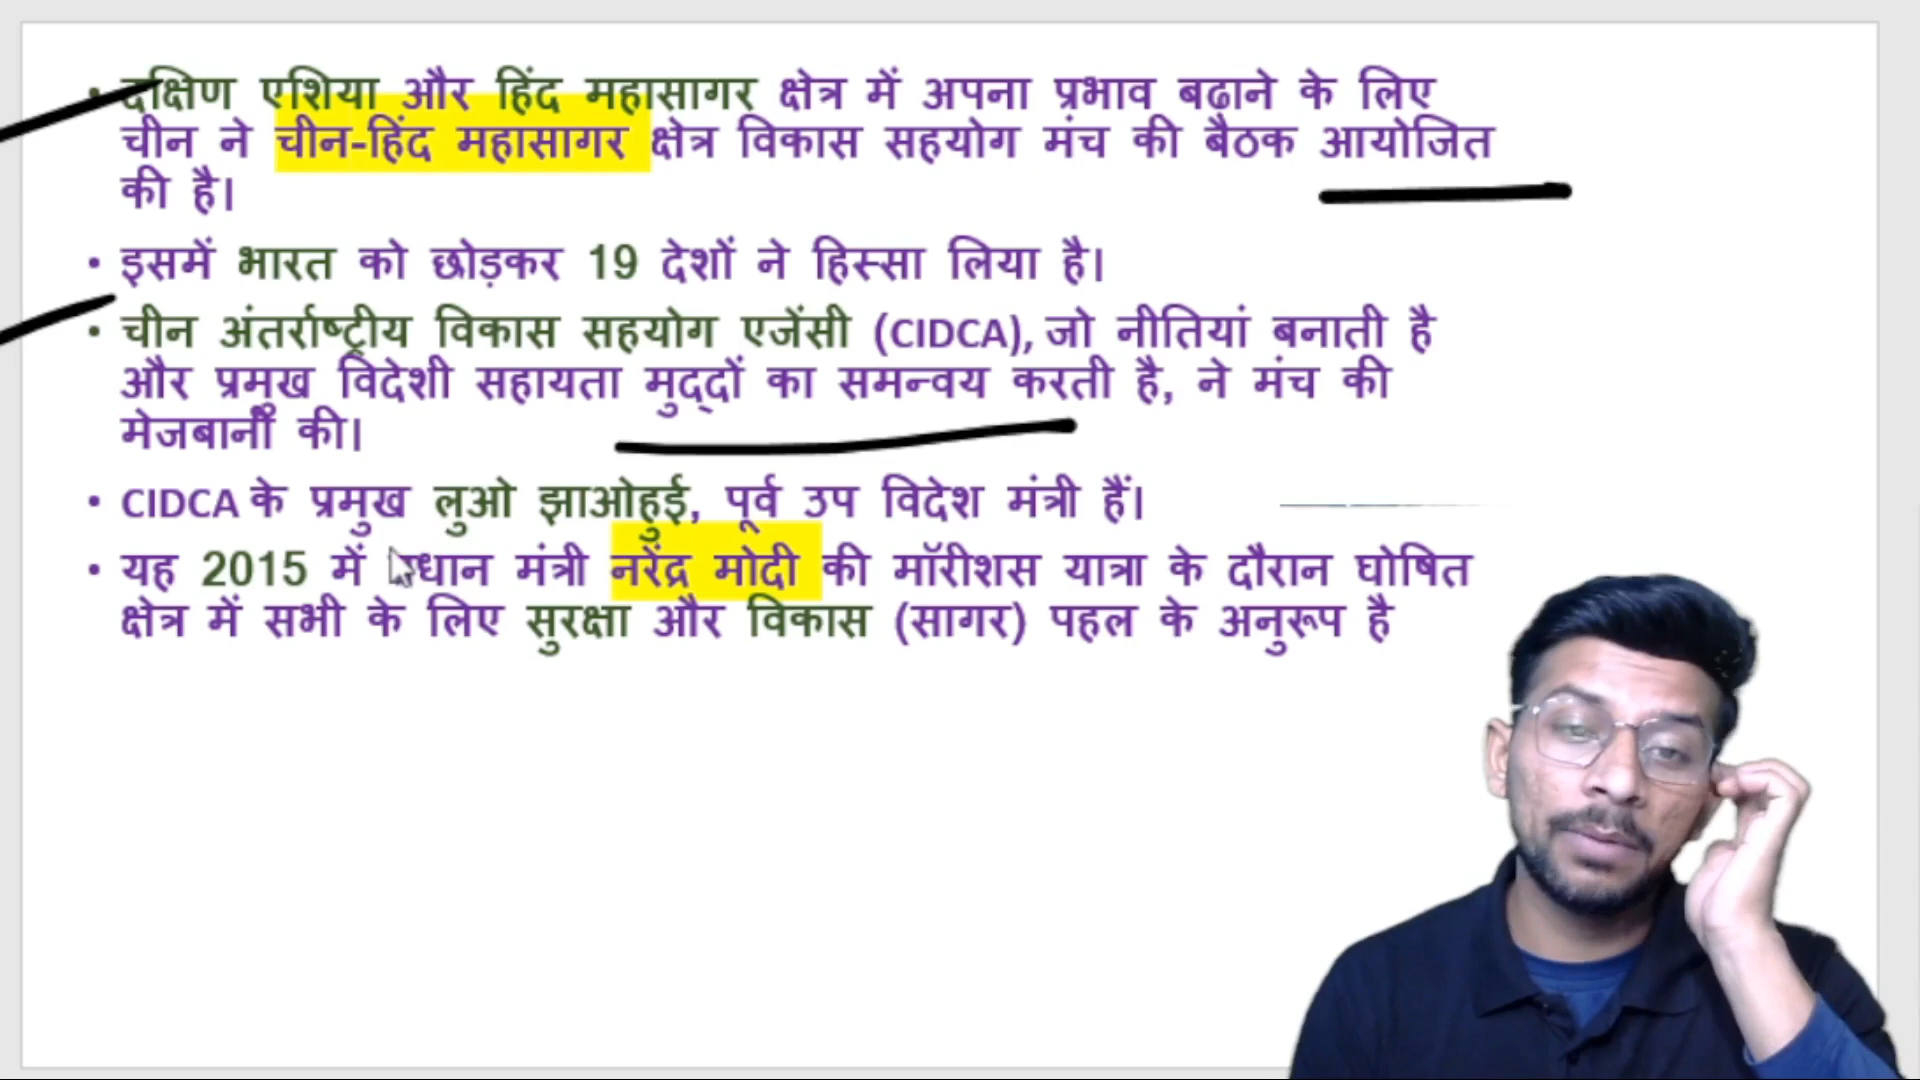 • दक्षिण एशिया और हिंद महासागर क्षेत्र में अपना प्रभाव बढ़ाने के लिए
चीन ने चीन-हिंद महासागर क्षेत्र विकास सहयोग मंच की बैठक आयोजित
की है।
• इसमें भारत को छोड़कर 19 देशों ने हिस्सा लिया है।
• चीन अंतर्राष्ट्रीय विकास सहयोग एजेंसी (CIDCA), जो नीतियां बनाती है
और प्रमुख विदेशी सहायता मुद्दों का समन्वय करती है, ने मंच की
मेजबानी की।
• CIDCA के प्रमुख लुओ झाओहुई, पूर्व उप विदेश मंत्री हैं।
• यह 2015 में प्रधान मंत्री नरेंद्र मोदी की मॉरीशस यात्रा के दौरान घोषित
क्षेत्र में सभी के लिए सुरक्षा और विकास (सागर) पहल के अनुरूप है